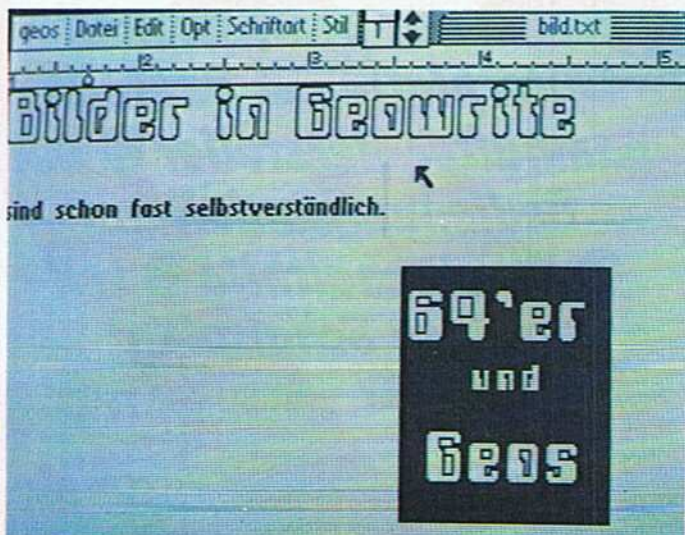 geos Datei Edit Opt Schriftart Stil 1 bild.txt
2 3 4 5
Bilder in Geowrite
sind schon fast selbstverständlich.
64'er
und
Geos